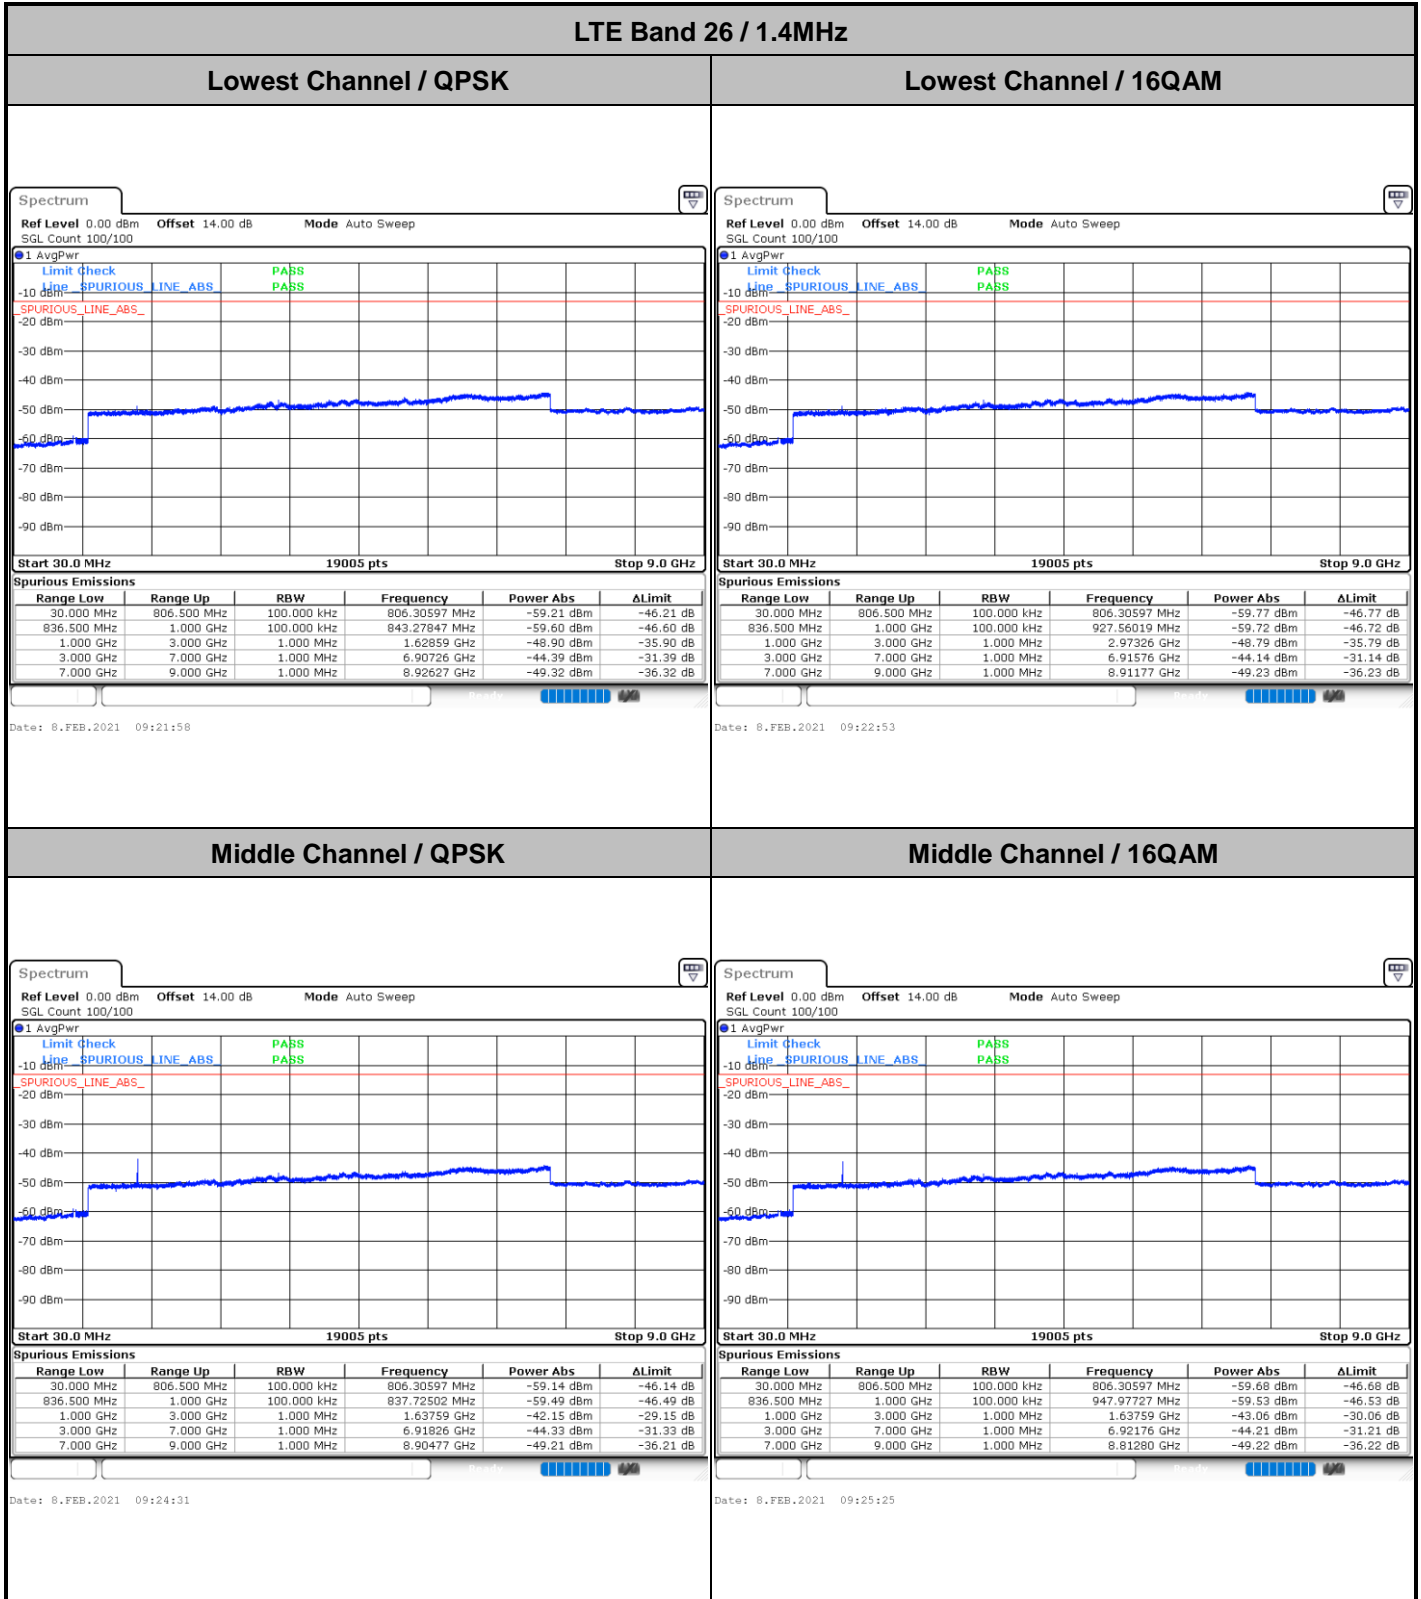 LTE Band 26 / 1.4MHz
Lowest Channel / QPSK
Lowest Channel / 16QAM
Spectrum
Ref Level 0.00 dBm Offset 14.00 dB Mode Auto Sweep
SGL Count 100/100
1 AvgPwr
Limit Check PASS
Line _SPURIOUS_LINE_ABS_ PASS
-10 dBm
_SPURIOUS_LINE_ABS_
-20 dBm
-30 dBm
-40 dBm
-50 dBm
-60 dBm
-70 dBm
-80 dBm
-90 dBm
Start 30.0 MHz 19005 pts Stop 9.0 GHz
Spurious Emissions
Range Low Range Up RBW Frequency Power Abs ΔLimit
30.000 MHz 806.500 MHz 100.000 kHz 806.30597 MHz -59.21 dBm -46.21 dB
836.500 MHz 1.000 GHz 100.000 kHz 843.27847 MHz -59.60 dBm -46.60 dB
1.000 GHz 3.000 GHz 1.000 MHz 1.62859 GHz -48.90 dBm -35.90 dB
3.000 GHz 7.000 GHz 1.000 MHz 6.90726 GHz -44.39 dBm -31.39 dB
7.000 GHz 9.000 GHz 1.000 MHz 8.92627 GHz -49.32 dBm -36.32 dB
Ready
Date: 8.FEB.2021 09:21:58
Spectrum
Ref Level 0.00 dBm Offset 14.00 dB Mode Auto Sweep
SGL Count 100/100
1 AvgPwr
Limit Check PASS
Line _SPURIOUS_LINE_ABS_ PASS
-10 dBm
_SPURIOUS_LINE_ABS_
-20 dBm
-30 dBm
-40 dBm
-50 dBm
-60 dBm
-70 dBm
-80 dBm
-90 dBm
Start 30.0 MHz 19005 pts Stop 9.0 GHz
Spurious Emissions
Range Low Range Up RBW Frequency Power Abs ΔLimit
30.000 MHz 806.500 MHz 100.000 kHz 806.30597 MHz -59.77 dBm -46.77 dB
836.500 MHz 1.000 GHz 100.000 kHz 927.56019 MHz -59.72 dBm -46.72 dB
1.000 GHz 3.000 GHz 1.000 MHz 2.97326 GHz -48.79 dBm -35.79 dB
3.000 GHz 7.000 GHz 1.000 MHz 6.91576 GHz -44.14 dBm -31.14 dB
7.000 GHz 9.000 GHz 1.000 MHz 8.91177 GHz -49.23 dBm -36.23 dB
Ready
Date: 8.FEB.2021 09:22:53
Middle Channel / QPSK
Middle Channel / 16QAM
Spectrum
Ref Level 0.00 dBm Offset 14.00 dB Mode Auto Sweep
SGL Count 100/100
1 AvgPwr
Limit Check PASS
Line _SPURIOUS_LINE_ABS_ PASS
-10 dBm
_SPURIOUS_LINE_ABS_
-20 dBm
-30 dBm
-40 dBm
-50 dBm
-60 dBm
-70 dBm
-80 dBm
-90 dBm
Start 30.0 MHz 19005 pts Stop 9.0 GHz
Spurious Emissions
Range Low Range Up RBW Frequency Power Abs ΔLimit
30.000 MHz 806.500 MHz 100.000 kHz 806.30597 MHz -59.14 dBm -46.14 dB
836.500 MHz 1.000 GHz 100.000 kHz 837.72502 MHz -59.49 dBm -46.49 dB
1.000 GHz 3.000 GHz 1.000 MHz 1.63759 GHz -42.15 dBm -29.15 dB
3.000 GHz 7.000 GHz 1.000 MHz 6.91826 GHz -44.33 dBm -31.33 dB
7.000 GHz 9.000 GHz 1.000 MHz 8.90477 GHz -49.21 dBm -36.21 dB
Ready
Date: 8.FEB.2021 09:24:31
Spectrum
Ref Level 0.00 dBm Offset 14.00 dB Mode Auto Sweep
SGL Count 100/100
1 AvgPwr
Limit Check PASS
Line _SPURIOUS_LINE_ABS_ PASS
-10 dBm
_SPURIOUS_LINE_ABS_
-20 dBm
-30 dBm
-40 dBm
-50 dBm
-60 dBm
-70 dBm
-80 dBm
-90 dBm
Start 30.0 MHz 19005 pts Stop 9.0 GHz
Spurious Emissions
Range Low Range Up RBW Frequency Power Abs ΔLimit
30.000 MHz 806.500 MHz 100.000 kHz 806.30597 MHz -59.68 dBm -46.68 dB
836.500 MHz 1.000 GHz 100.000 kHz 947.97727 MHz -59.53 dBm -46.53 dB
1.000 GHz 3.000 GHz 1.000 MHz 1.63759 GHz -43.06 dBm -30.06 dB
3.000 GHz 7.000 GHz 1.000 MHz 6.92176 GHz -44.21 dBm -31.21 dB
7.000 GHz 9.000 GHz 1.000 MHz 8.81280 GHz -49.22 dBm -36.22 dB
Ready
Date: 8.FEB.2021 09:25:25